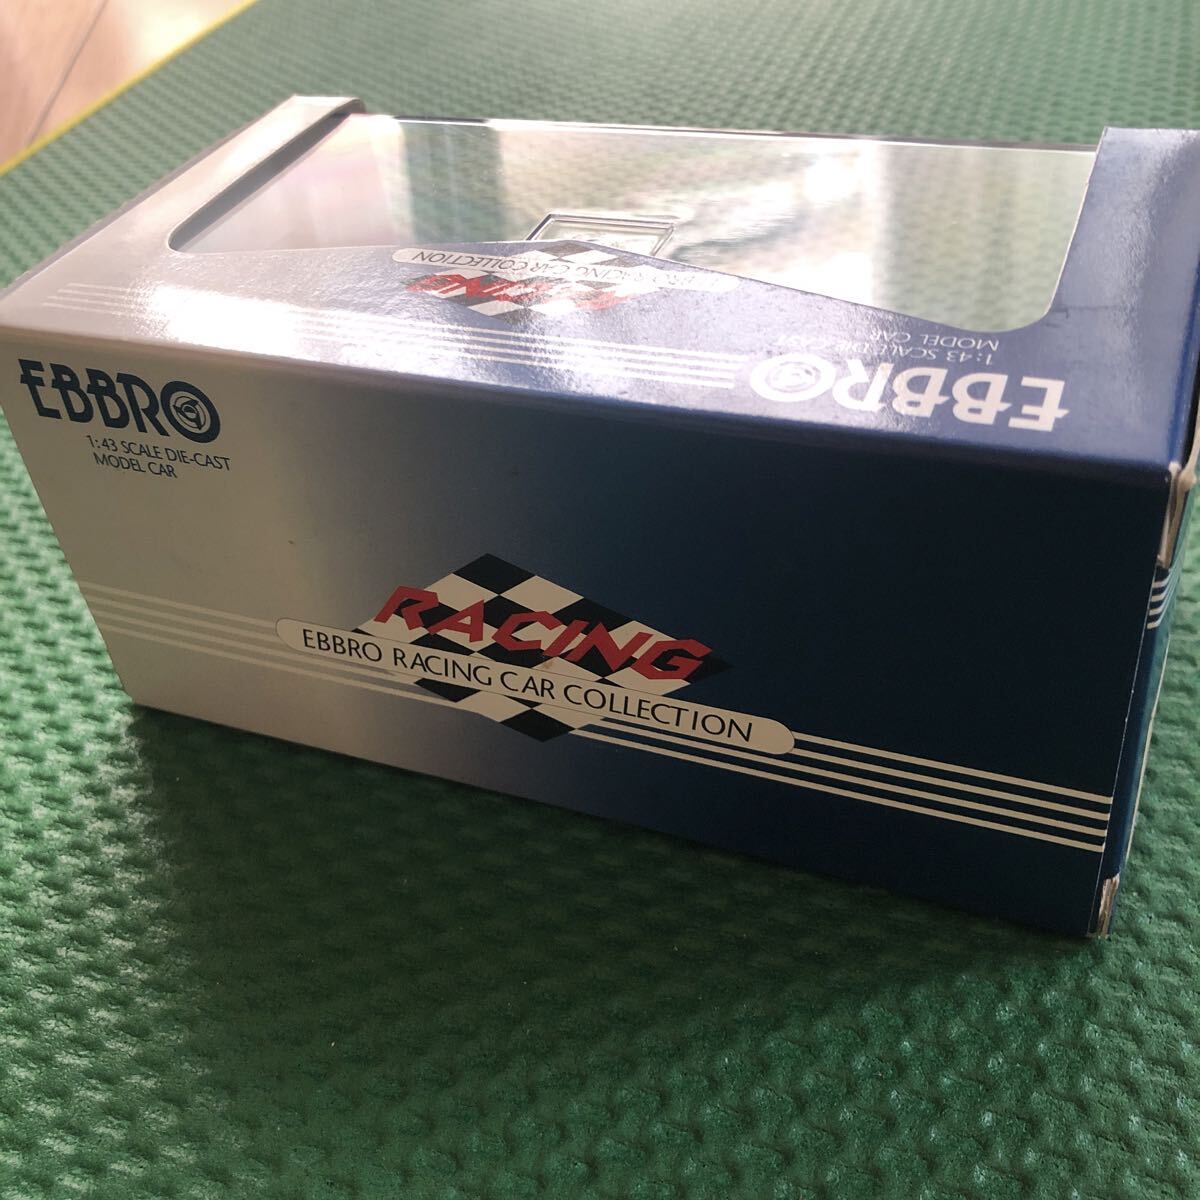 EBBRO RACING CAR COLLECTION
RACING
1:43 SCALE DIE-CAST
MODEL CAR
EBBRO
EBBRO
1:43 SCALE DIE-CAST
MODEL CAR
RACING
EBBRO RACING CAR COLLECTION